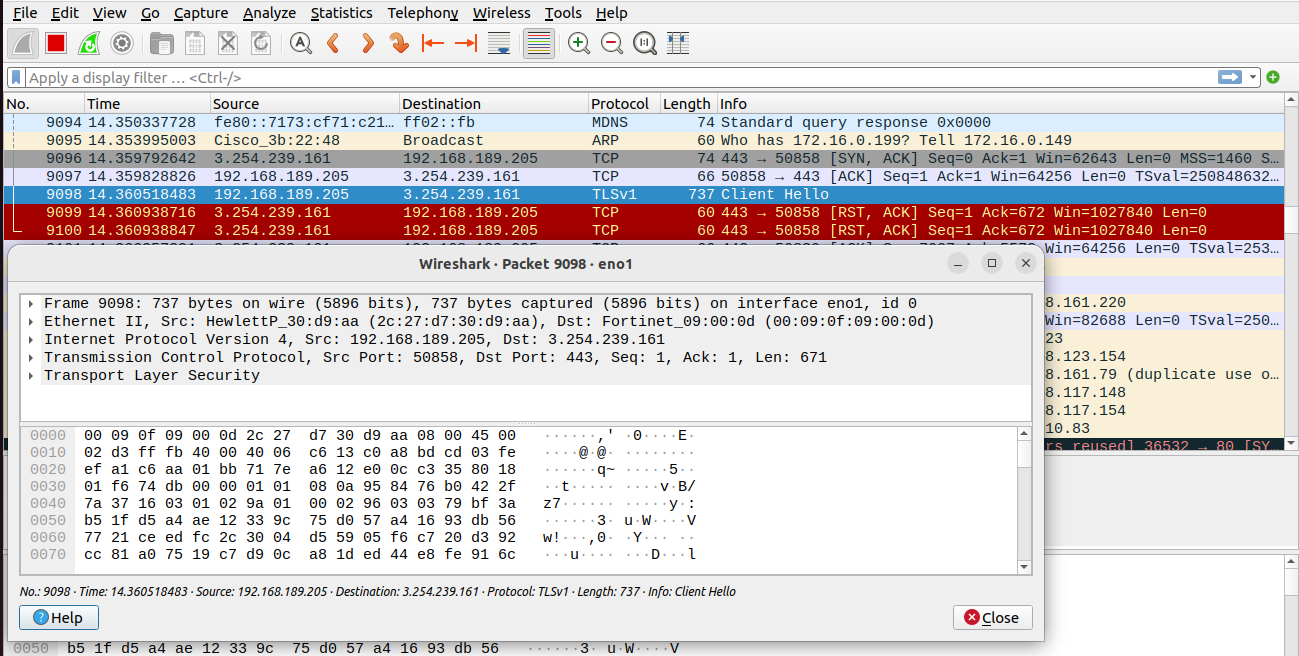 File Edit View Go Capture Analyze Statistics Telephony Wireless Tools Help
Apply a display filter … <Ctrl-/>
No. Time Source Destination Protocol Length Info
9094 14.350337728 fe80::7173:cf71:c21… ff02::fb MDNS 74 Standard query response 0x0000
9095 14.353995003 Cisco_3b:22:48 Broadcast ARP 60 Who has 172.16.0.199? Tell 172.16.0.149
9096 14.359792642 3.254.239.161 192.168.189.205 TCP 74 443 → 50858 [SYN, ACK] Seq=0 Ack=1 Win=62643 Len=0 MSS=1460 S…
9097 14.359828826 192.168.189.205 3.254.239.161 TCP 66 50858 → 443 [ACK] Seq=1 Ack=1 Win=64256 Len=0 TSval=250848632…
9098 14.360518483 192.168.189.205 3.254.239.161 TLSv1 737 Client Hello
9099 14.360938716 3.254.239.161 192.168.189.205 TCP 60 443 → 50858 [RST, ACK] Seq=1 Ack=672 Win=1027840 Len=0
9100 14.360938847 3.254.239.161 192.168.189.205 TCP 60 443 → 50858 [RST, ACK] Seq=1 Ack=672 Win=1027840 Len=0
Win=64256 Len=0 TSval=253…
Wireshark · Packet 9098 · eno1
8.161.220
Win=82688 Len=0 TSval=250…
23
8.123.154
8.161.79 (duplicate use o…
8.117.148
8.117.154
10.83
rs reused] 36532 → 80 [SY…
Frame 9098: 737 bytes on wire (5896 bits), 737 bytes captured (5896 bits) on interface eno1, id 0
Ethernet II, Src: HewlettP_30:d9:aa (2c:27:d7:30:d9:aa), Dst: Fortinet_09:00:0d (00:09:0f:09:00:0d)
Internet Protocol Version 4, Src: 192.168.189.205, Dst: 3.254.239.161
Transmission Control Protocol, Src Port: 50858, Dst Port: 443, Seq: 1, Ack: 1, Len: 671
Transport Layer Security
0000 00 09 0f 09 00 0d 2c 27 d7 30 d9 aa 08 00 45 00 ······,' ·0····E·
0010 02 d3 ff fb 40 00 40 06 c6 13 c0 a8 bd cd 03 fe ····@·@· ········
0020 ef a1 c6 aa 01 bb 71 7e a6 12 e0 0c c3 35 80 18 ······q~ ·····5··
0030 01 f6 74 db 00 00 01 01 08 0a 95 84 76 b0 42 2f ··t····· ····v·B/
0040 7a 37 16 03 01 02 9a 01 00 02 96 03 03 79 bf 3a z7······ ·····y·:
0050 b5 1f d5 a4 ae 12 33 9c 75 d0 57 a4 16 93 db 56 ······3· u·W····V
0060 77 21 ce ed fc 2c 30 04 d5 59 05 f6 c7 20 d3 92 w!···,0· ·Y··· ··
0070 cc 81 a0 75 19 c7 d9 0c a8 1d ed 44 e8 fe 91 6c ···u···· ···D···l
No.: 9098 · Time: 14.360518483 · Source: 192.168.189.205 · Destination: 3.254.239.161 · Protocol: TLSv1 · Length: 737 · Info: Client Hello
Help Close
0050 b5 1f d5 a4 ae 12 33 9c 75 d0 57 a4 16 93 db 56 ······3· u·W····V